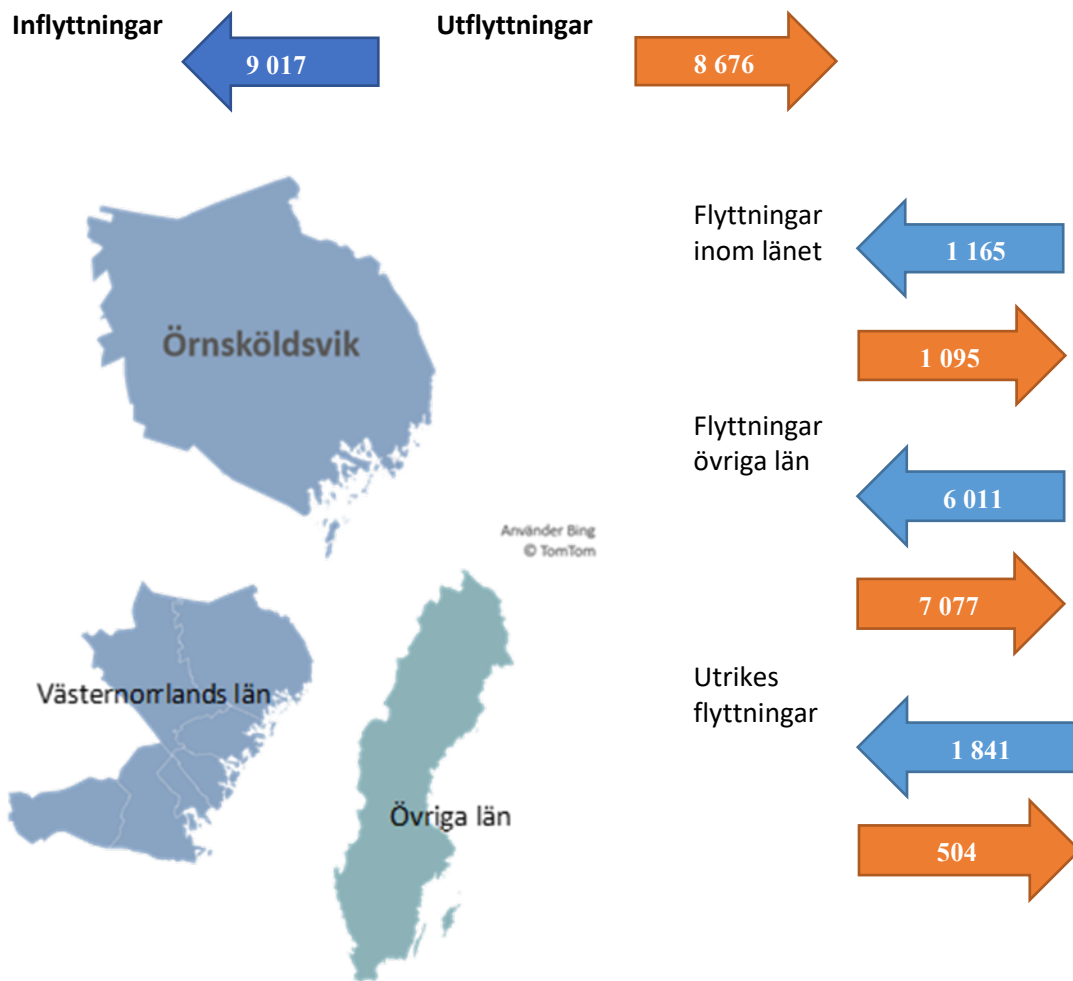 Inflyttningar
9 017
Utflyttningar
8 676
Örnsköldsvik
Använder Bing
© TomTom
Västernorrlands län
Övriga län
Flyttningar
inom länet
1 165
1 095
Flyttningar
övriga län
6 011
7 077
Utrikes
flyttningar
1 841
504